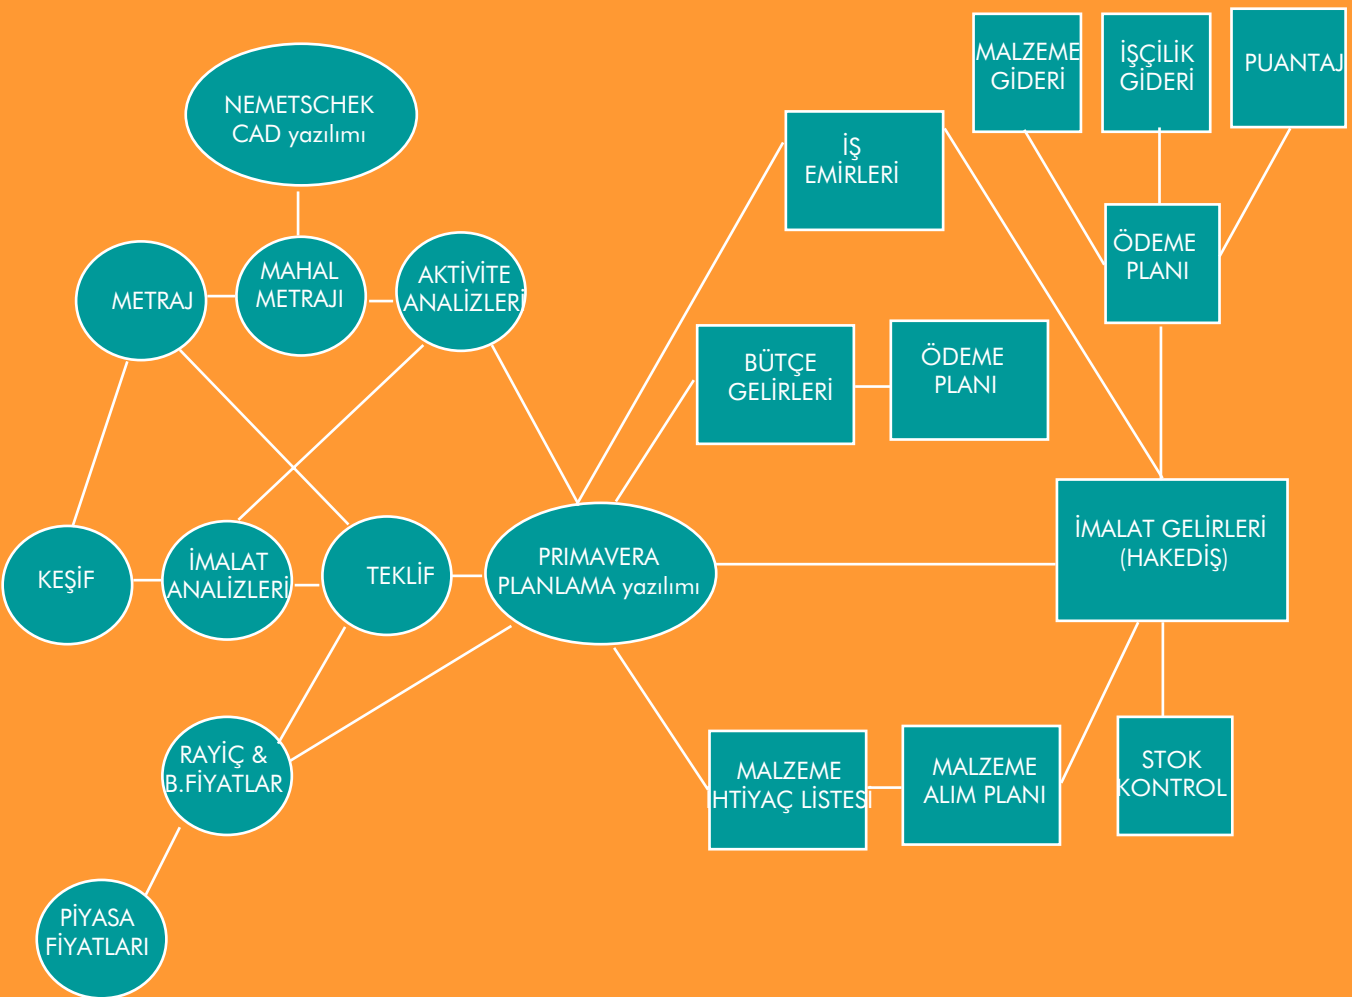 NEMETSCHEK
CAD yazılımı
MALZEME
GİDERİ
İŞÇİLİK
GİDERİ
PUANTAJ
İŞ
EMİRLERİ
METRAJ
MAHAL
METRAJI
AKTİVİTE
ANALİZLERİ
ÖDEME
PLANI
BÜTÇE
GELİRLERİ
ÖDEME
PLANI
KEŞİF
İMALAT
ANALİZLERİ
TEKLİF
PRIMAVERA
PLANLAMA yazılımı
İMALAT GELİRLERİ
(HAKEDİŞ)
RAYİÇ &
B.FİYATLAR
MALZEME
İHTİYAÇ LİSTESİ
MALZEME
ALIM PLANI
STOK
KONTROL
PİYASA
FİYATLARI